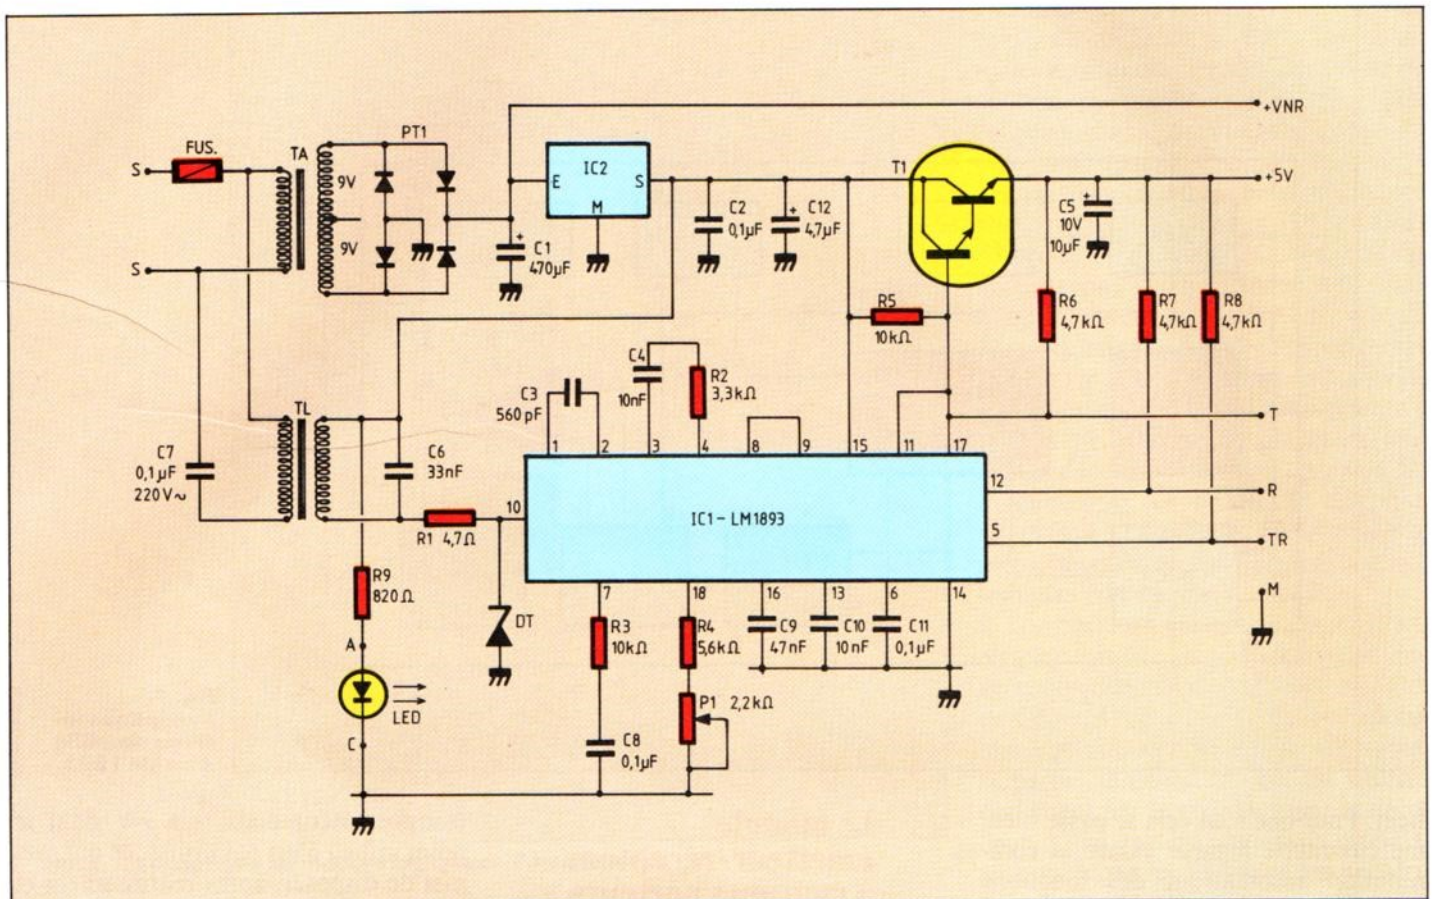 +VNR
FUS.
S
TA
PT1
9V
9V
S
IC2
E
S
M
C1
+
470µF
C2
0,1µF
C12
+
4,7µF
T1
+5V
C5
+
10V
10µF
R5
10kΩ
R6
4,7kΩ
R7
4,7kΩ
R8
4,7kΩ
C4
10nF
R2
3,3kΩ
C3
560pF
TL
C7
0,1µF
220V~
C6
33nF
R1 4,7Ω
1
2
3
4
8
9
15
11
17
T
10
IC1-LM1893
12
R
5
TR
M
7
18
16
13
6
14
R9
820Ω
A
LED
C
DT
R3
10kΩ
R4
5,6kΩ
C9
47nF
C10
10nF
C11
0,1µF
P1 2,2kΩ
C8
0,1µF